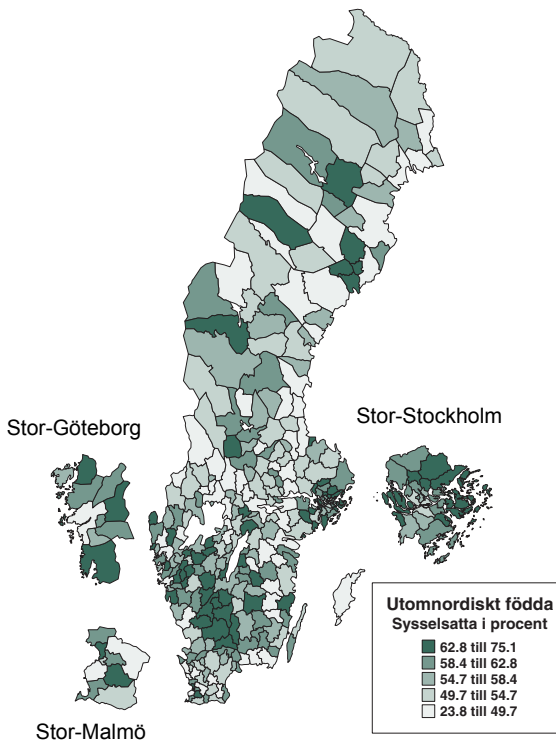 Stor-Göteborg
Stor-Stockholm
Stor-Malmö
Utomnordiskt födda
Sysselsatta i procent
62.8 till 75.1
58.4 till 62.8
54.7 till 58.4
49.7 till 54.7
23.8 till 49.7